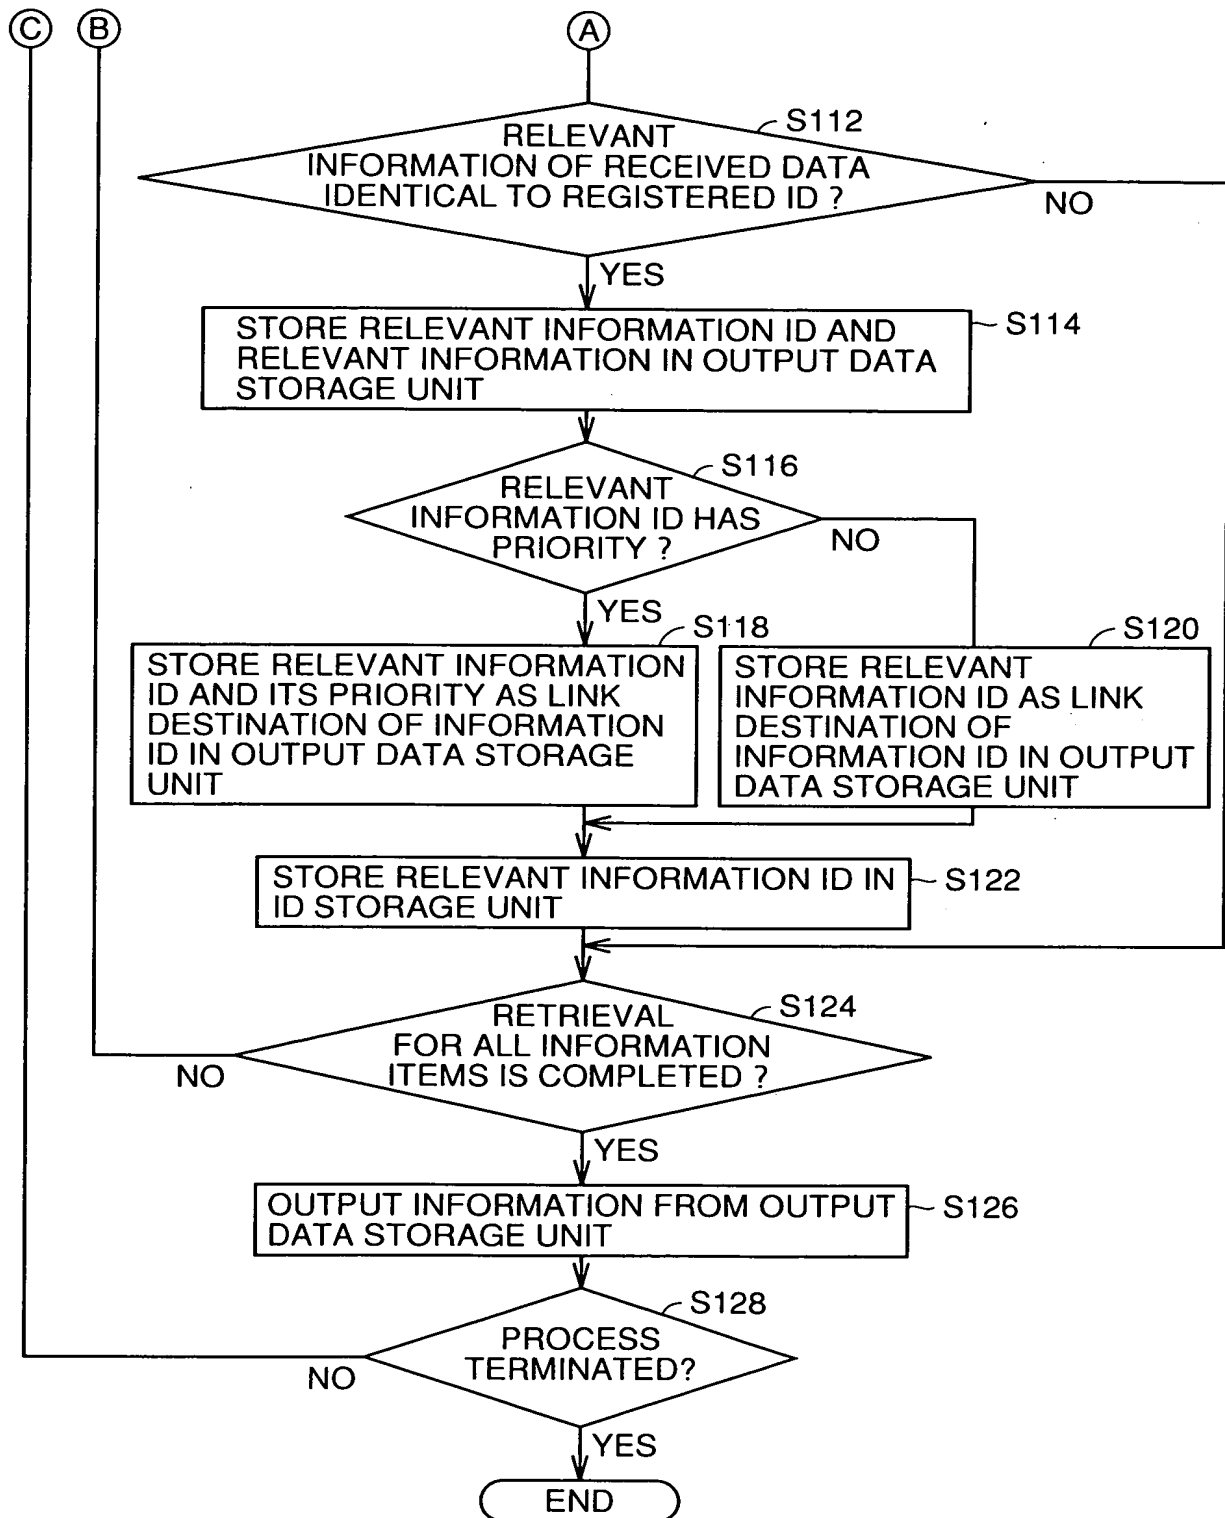 C
B
A
S112
RELEVANT
INFORMATION OF RECEIVED DATA
IDENTICAL TO REGISTERED ID ?
NO
YES
S114
STORE RELEVANT INFORMATION ID AND
RELEVANT INFORMATION IN OUTPUT DATA
STORAGE UNIT
S116
RELEVANT
INFORMATION ID HAS
PRIORITY ?
NO
YES
S118
STORE RELEVANT INFORMATION
ID AND ITS PRIORITY AS LINK
DESTINATION OF INFORMATION
ID IN OUTPUT DATA STORAGE
UNIT
S120
STORE RELEVANT
INFORMATION ID AS LINK
DESTINATION OF
INFORMATION ID IN OUTPUT
DATA STORAGE UNIT
STORE RELEVANT INFORMATION ID IN
ID STORAGE UNIT
S122
S124
RETRIEVAL
FOR ALL INFORMATION
ITEMS IS COMPLETED ?
NO
YES
OUTPUT INFORMATION FROM OUTPUT
DATA STORAGE UNIT
S126
S128
PROCESS
TERMINATED?
NO
YES
END